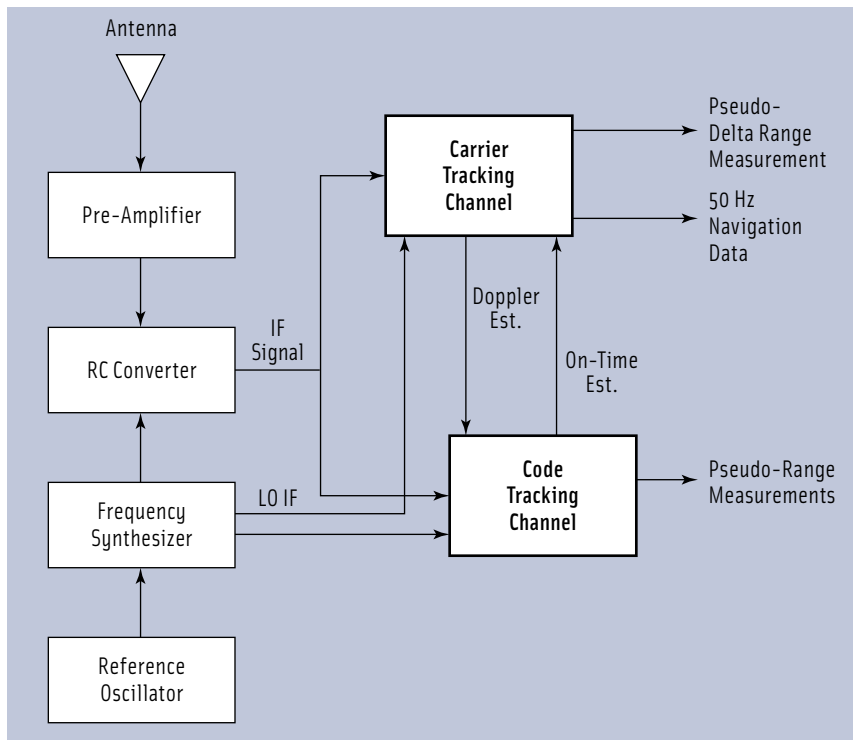 Antenna
Pre-Amplifier
RC Converter
IF
Signal
Frequency
Synthesizer
LO IF
Reference
Oscillator
Carrier
Tracking
Channel
Doppler
Est.
On-Time
Est.
Code
Tracking
Channel
Pseudo-
Delta Range
Measurement
50 Hz
Navigation
Data
Pseudo-Range
Measurements